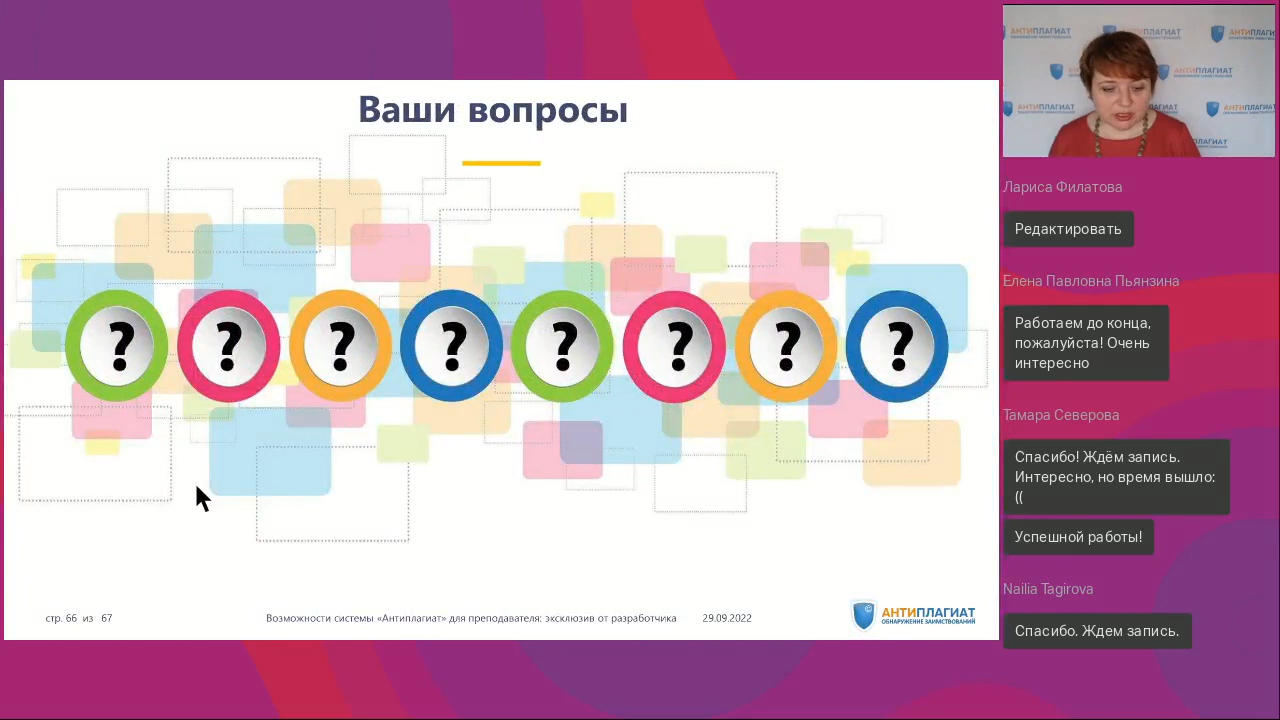 Ваши вопросы
? ? ? ? ? ? ? ?
стр. 66 из 67
Возможности системы «Антиплагиат» для преподавателя: эксклюзив от разработчика
29.09.2022
АНТИПЛАГИАТ
ОБНАРУЖЕНИЕ ЗАИМСТВОВАНИЙ
АНТИПЛАГИАТ
Лариса Филатова
Редактировать
Елена Павловна Пьянзина
Работаем до конца,
пожалуйста! Очень
интересно
Тамара Северова
Спасибо! Ждём запись.
Интересно, но время вышло:
((
Успешной работы!
Nailia Tagirova
Спасибо. Ждем запись.